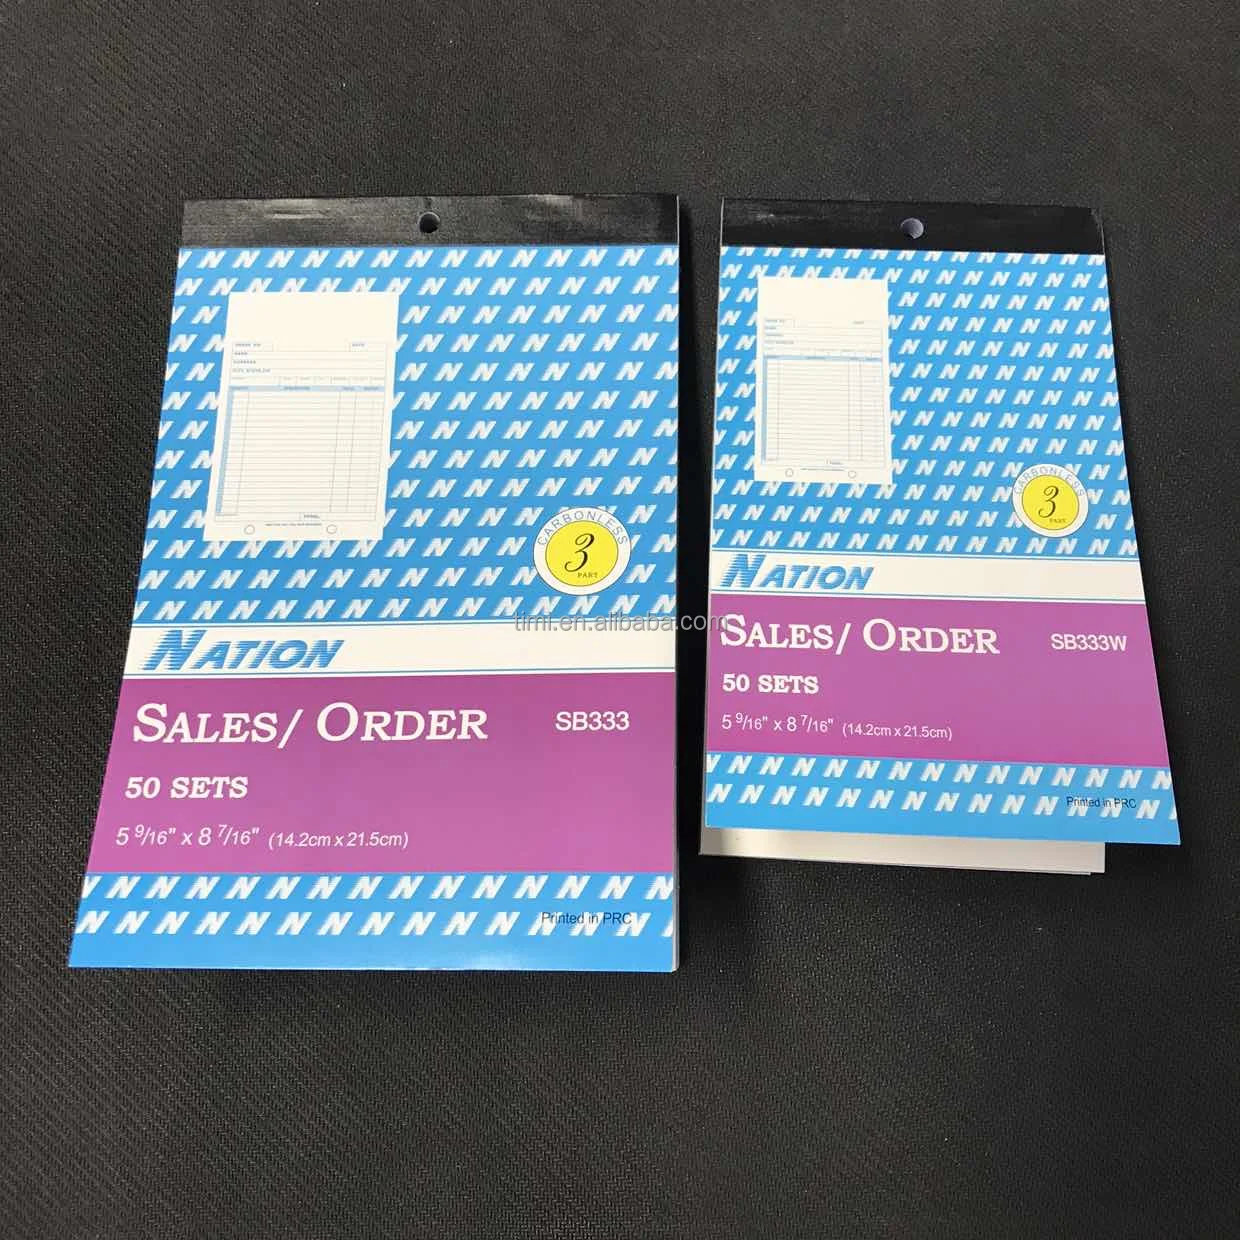 CARBONLESS
3
PART
NATION
SALES/ ORDER SB333
50 SETS
5 9/16" x 8 7/16" (14.2cm x 21.5cm)
Printed in PRC
CARBONLESS
3
PART
NATION
SALES/ ORDER SB333W
50 SETS
5 9/16" x 8 7/16" (14.2cm x 21.5cm)
Printed in PRC
timi.en.alibaba.com